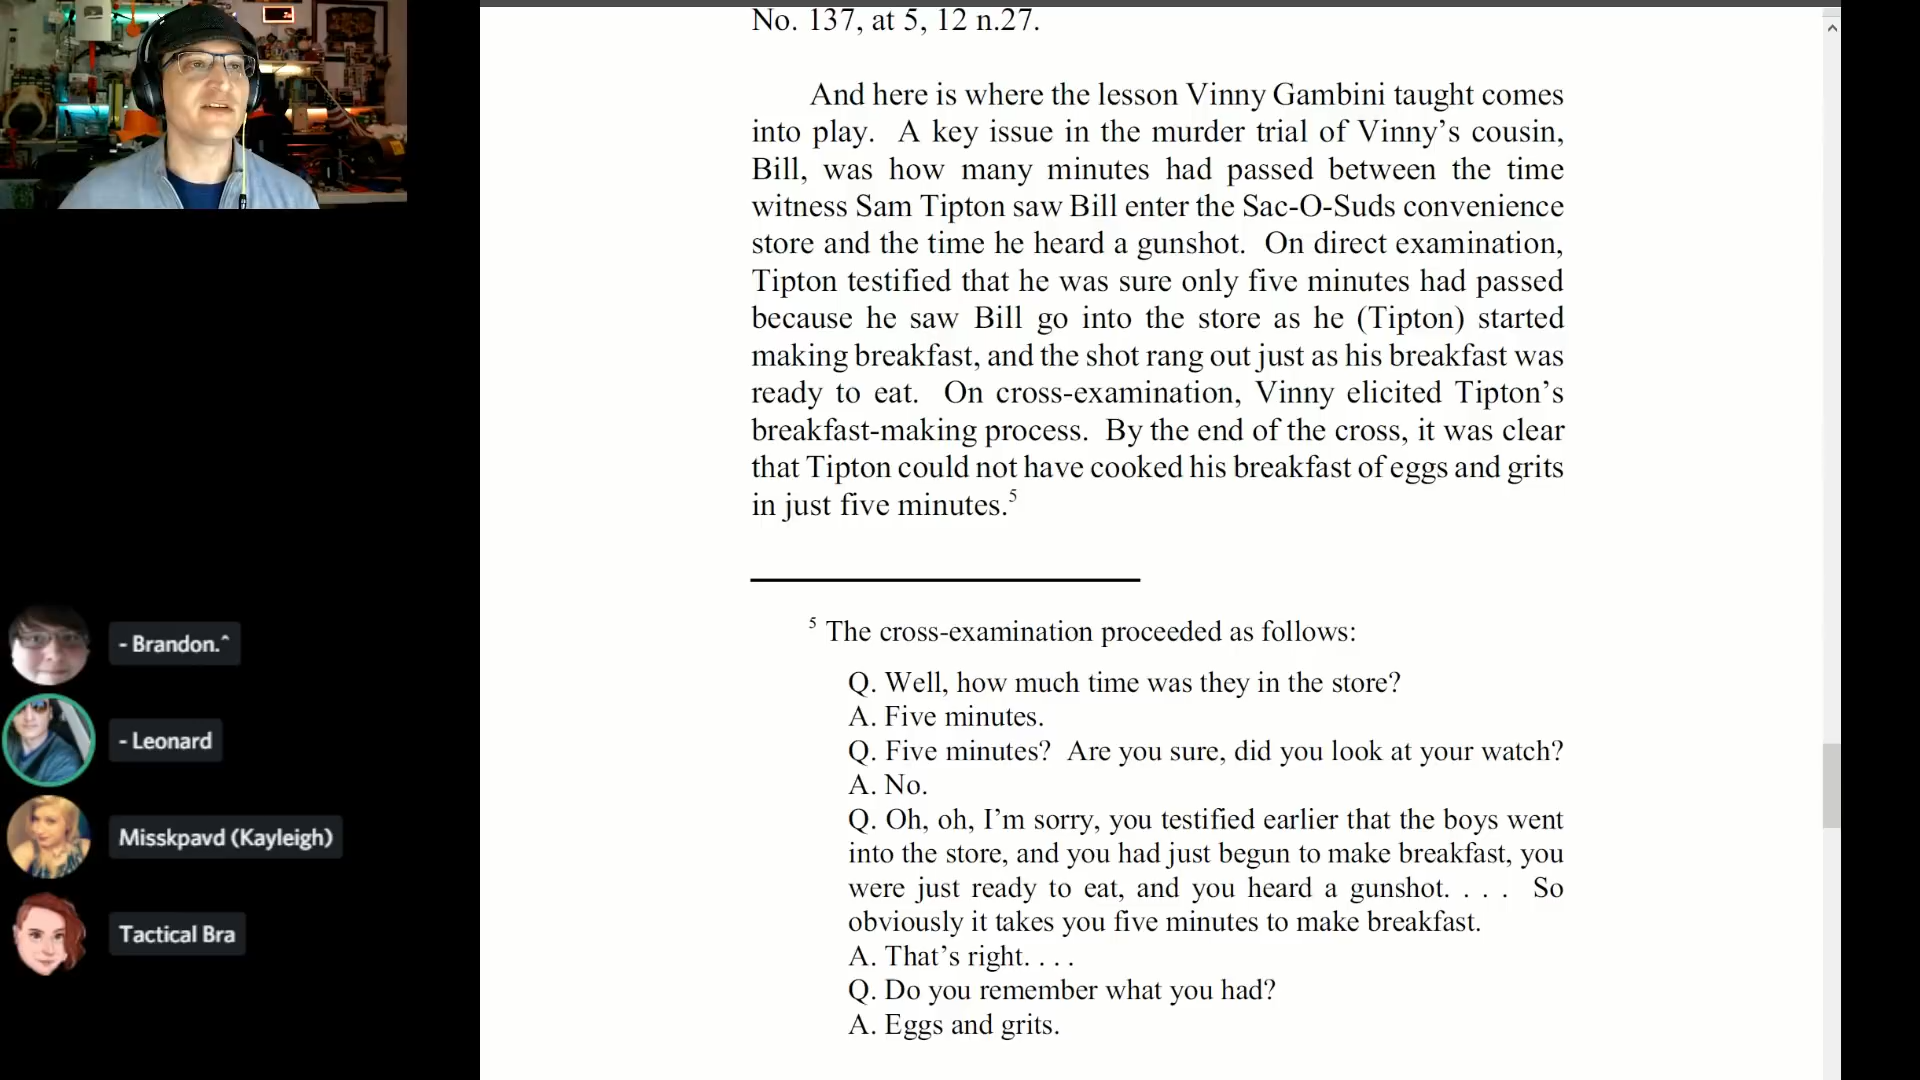 No. 137, at 5, 12 n.27.
And here is where the lesson Vinny Gambini taught comes
into play. A key issue in the murder trial of Vinny’s cousin,
Bill, was how many minutes had passed between the time
witness Sam Tipton saw Bill enter the Sac-O-Suds convenience
store and the time he heard a gunshot. On direct examination,
Tipton testified that he was sure only five minutes had passed
because he saw Bill go into the store as he (Tipton) started
making breakfast, and the shot rang out just as his breakfast was
ready to eat. On cross-examination, Vinny elicited Tipton’s
breakfast-making process. By the end of the cross, it was clear
that Tipton could not have cooked his breakfast of eggs and grits
in just five minutes.⁵
⁵ The cross-examination proceeded as follows:
Q. Well, how much time was they in the store?
A. Five minutes.
Q. Five minutes? Are you sure, did you look at your watch?
A. No.
Q. Oh, oh, I’m sorry, you testified earlier that the boys went
into the store, and you had just begun to make breakfast, you
were just ready to eat, and you heard a gunshot. . . . So
obviously it takes you five minutes to make breakfast.
A. That’s right. . . .
Q. Do you remember what you had?
A. Eggs and grits.
- Brandon.^
- Leonard
Misskpavd (Kayleigh)
Tactical Bra